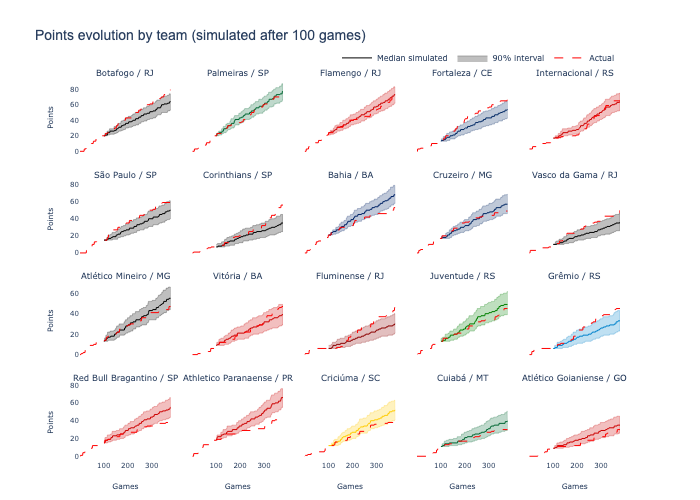 Points evolution by team (simulated after 100 games)
Median simulated 90% interval Actual
Botafogo / RJ Palmeiras / SP Flamengo / RJ Fortaleza / CE Internacional / RS
80
60
40
20
0
Points
São Paulo / SP Corinthians / SP Bahia / BA Cruzeiro / MG Vasco da Gama / RJ
80
60
40
20
0
Points
Atlético Mineiro / MG Vitória / BA Fluminense / RJ Juventude / RS Grêmio / RS
60
40
20
0
Points
Red Bull Bragantino / SP Athletico Paranaense / PR Criciúma / SC Cuiabá / MT Atlético Goianiense / GO
80
60
40
20
0
Points
100 200 300 100 200 300 100 200 300 100 200 300 100 200 300
Games Games Games Games Games